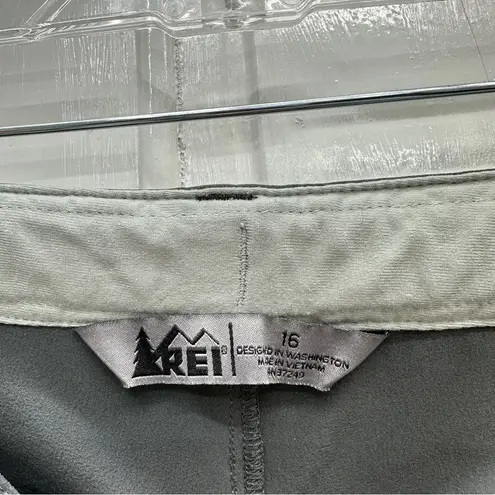 REI®
16
DESIGNED IN WASHINGTON
MADE IN VIETNAM
RN37249